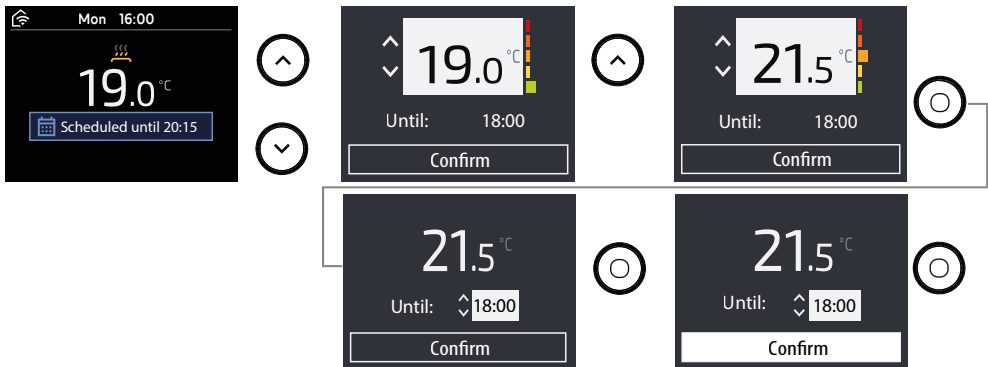 Mon 16:00
19.0 °C
Scheduled until 20:15
19.0 °C
Until: 18:00
Confirm
21.5 °C
Until: 18:00
Confirm
21.5 °C
Until: 18:00
Confirm
21.5 °C
Until: 18:00
Confirm